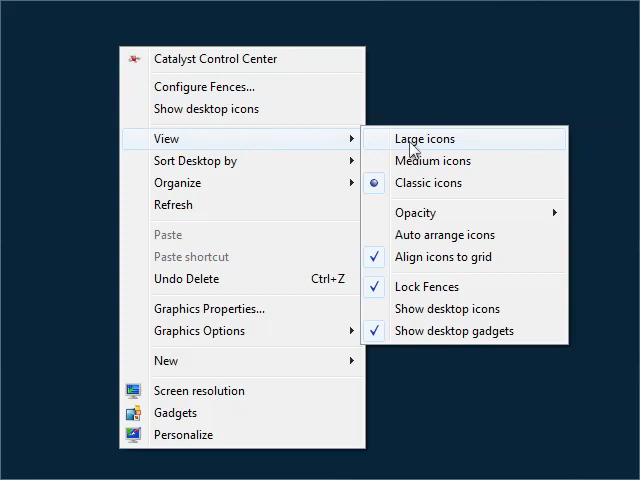 Catalyst Control Center
Configure Fences...
Show desktop icons
View
Sort Desktop by
Organize
Refresh
Paste
Paste shortcut
Undo Delete Ctrl+Z
Graphics Properties...
Graphics Options
New
Screen resolution
Gadgets
Personalize
Large icons
Medium icons
Classic icons
Opacity
Auto arrange icons
Align icons to grid
Lock Fences
Show desktop icons
Show desktop gadgets